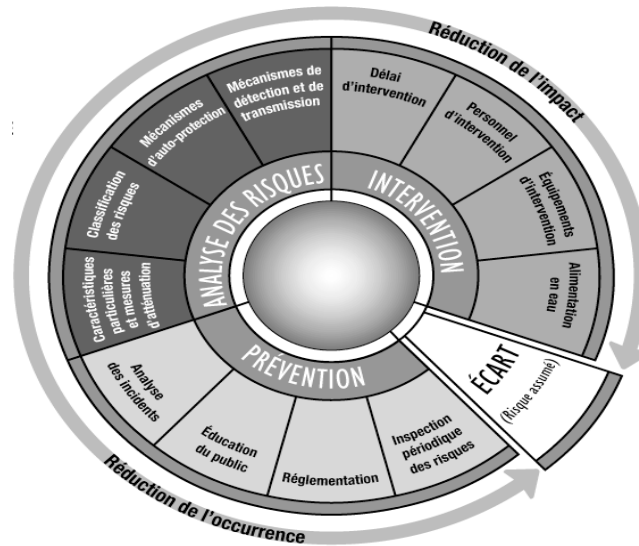 Réduction de l'impact
Mécanismes de
détection et de
transmission
Délai
d'intervention
Personnel
d'intervention
Équipements
d'intervention
Alimentation
en eau
Mécanismes
d'auto-protection
Classification
des risques
Caractéristiques
particulières
et mesures
d'atténuation
ANALYSE DES RISQUES
INTERVENTION
PRÉVENTION
ÉCART
(Risque assumé)
Analyse
des incidents
Éducation
du public
Réglementation
Inspection
périodique
des risques
Réduction de l'occurrence